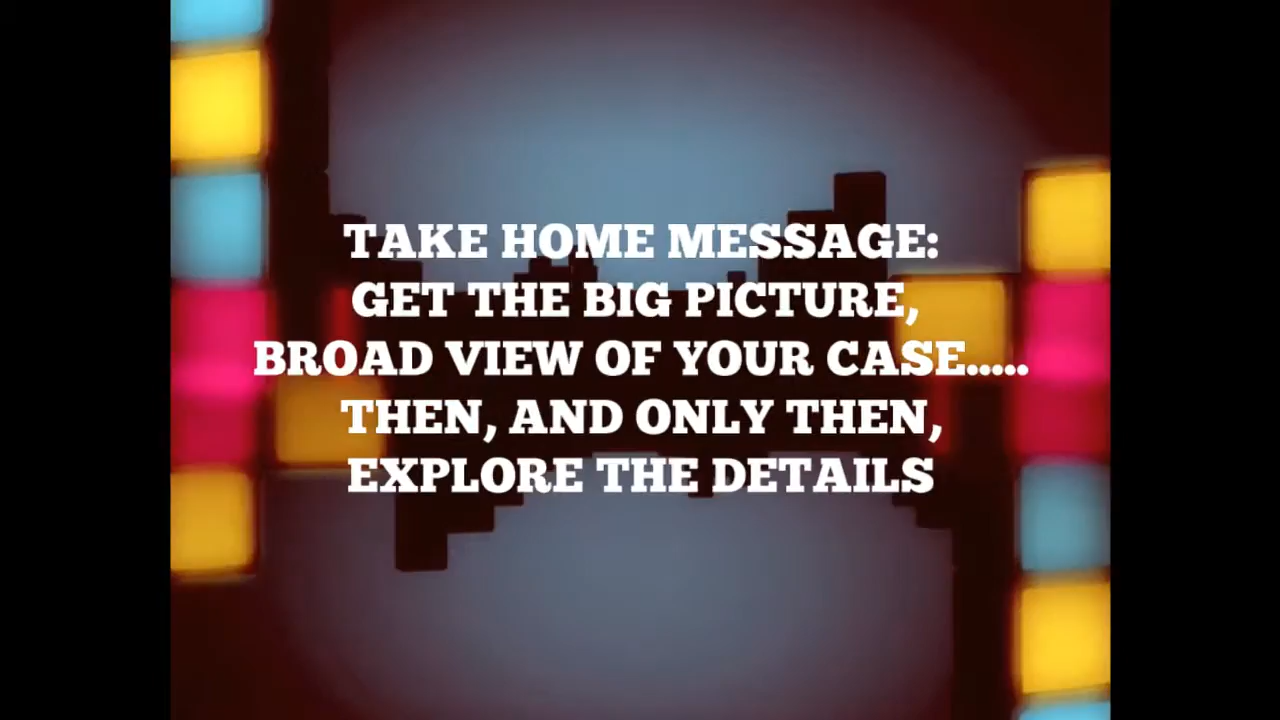 TAKE HOME MESSAGE:
GET THE BIG PICTURE,
BROAD VIEW OF YOUR CASE.....
THEN, AND ONLY THEN,
EXPLORE THE DETAILS